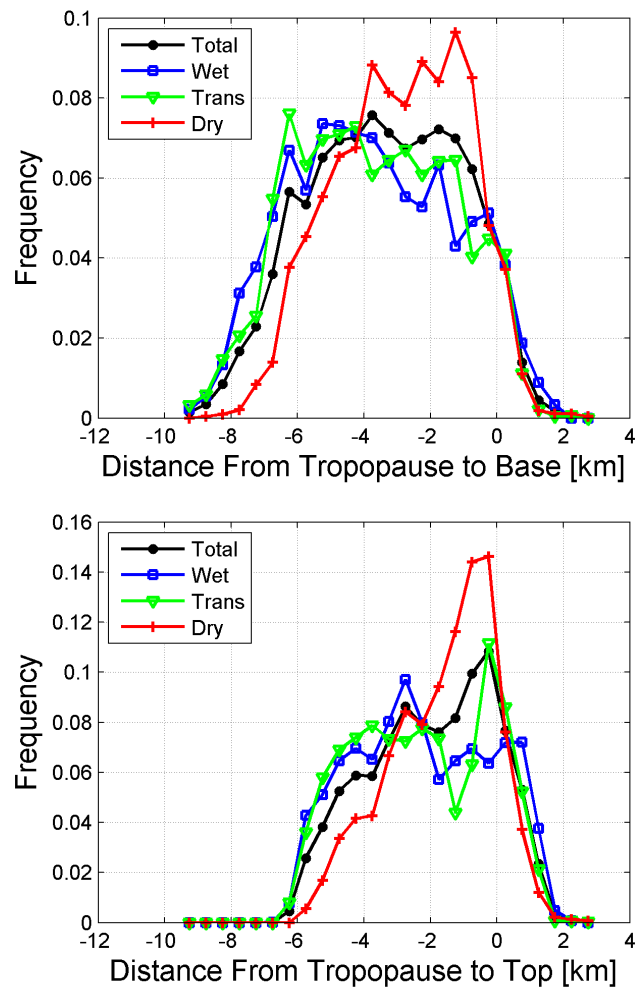 0.1
0.08
0.06
0.04
0.02
0
Frequency
Total
Wet
Trans
Dry
-12 -10 -8 -6 -4 -2 0 2 4
Distance From Tropopause to Base [km]
0.16
0.14
0.12
0.1
0.08
0.06
0.04
0.02
0
Frequency
Total
Wet
Trans
Dry
-12 -10 -8 -6 -4 -2 0 2 4
Distance From Tropopause to Top [km]